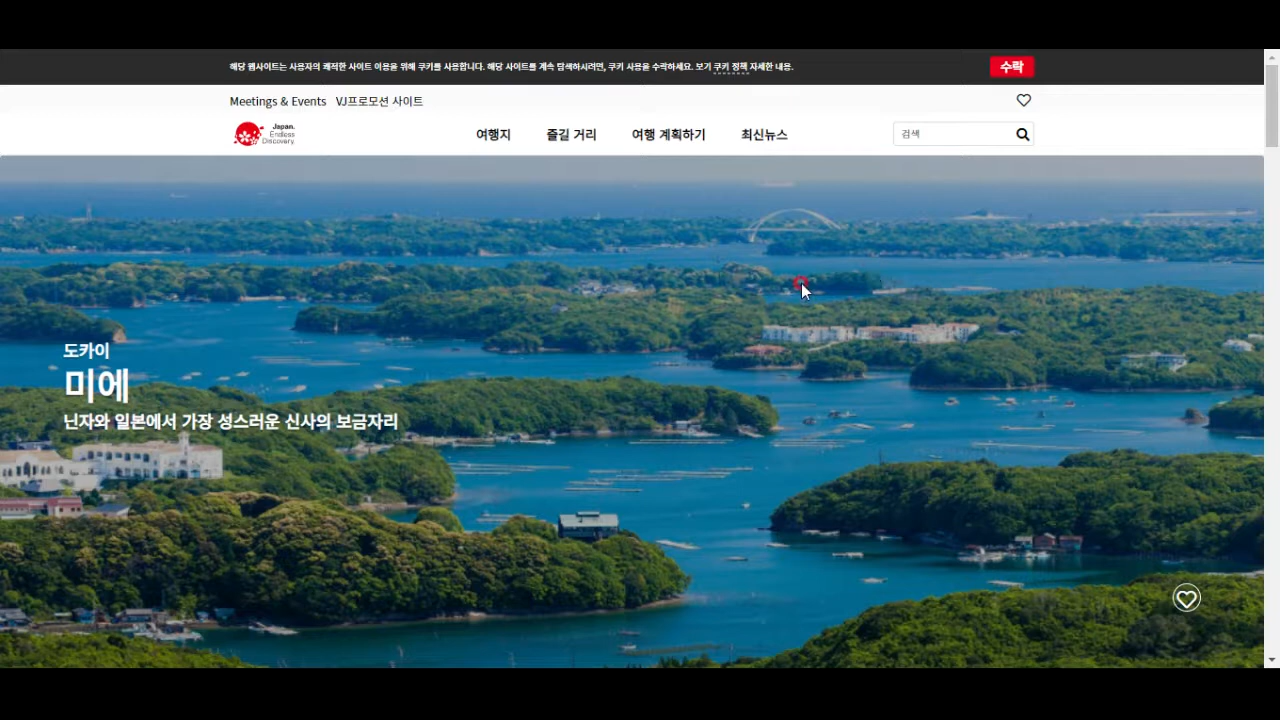 해당 웹사이트는 사용자의 쾌적한 사이트 이용을 위해 쿠키를 사용합니다. 해당 사이트를 계속 탐색하시려면, 쿠키 사용을 수락하세요. 보기 쿠키 정책 자세한 내용.
수락
Meetings & Events VJ프로모션 사이트
Japan.
Endless
Discovery.
여행지 즐길 거리 여행 계획하기 최신뉴스
검색
도카이
미에
닌자와 일본에서 가장 성스러운 신사의 보금자리